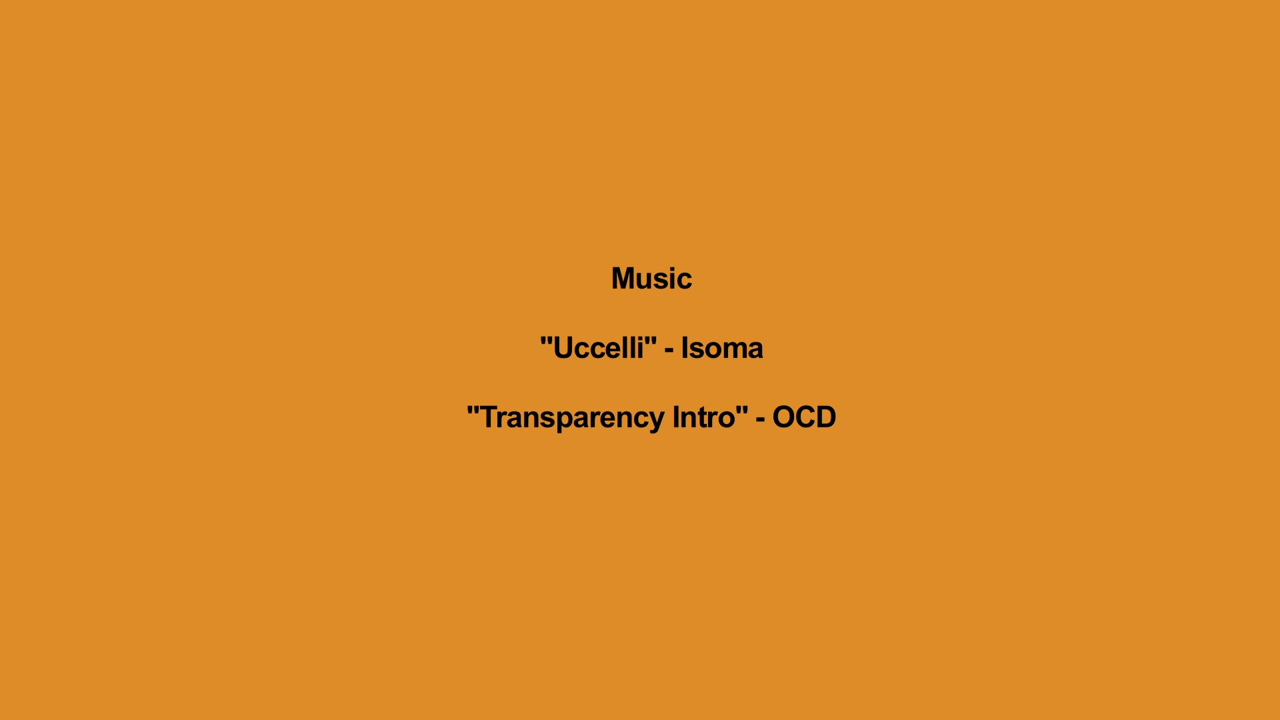 Music
"Uccelli" - Isoma
"Transparency Intro" - OCD